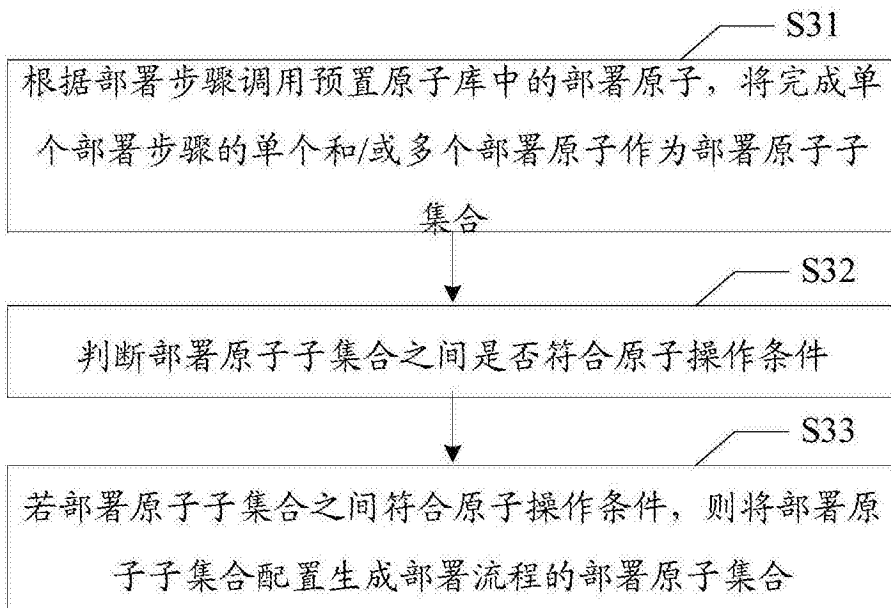 S31
根据部署步骤调用预置原子库中的部署原子，将完成单
个部署步骤的单个和/或多个部署原子作为部署原子子
集合
S32
判断部署原子子集合之间是否符合原子操作条件
S33
若部署原子子集合之间符合原子操作条件，则将部署原
子子集合配置生成部署流程的部署原子集合